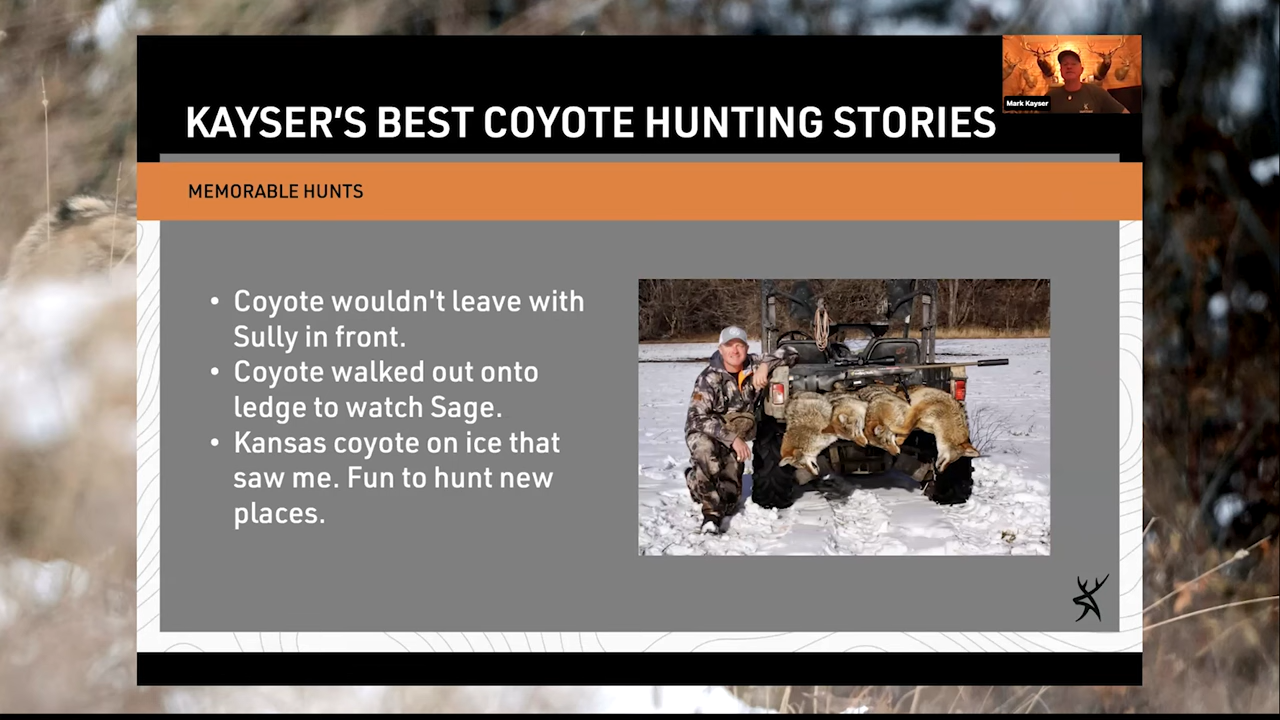 KAYSER'S BEST COYOTE HUNTING STORIES
Mark Kayser
MEMORABLE HUNTS
• Coyote wouldn't leave with
Sully in front.
• Coyote walked out onto
ledge to watch Sage.
• Kansas coyote on ice that
saw me. Fun to hunt new
places.